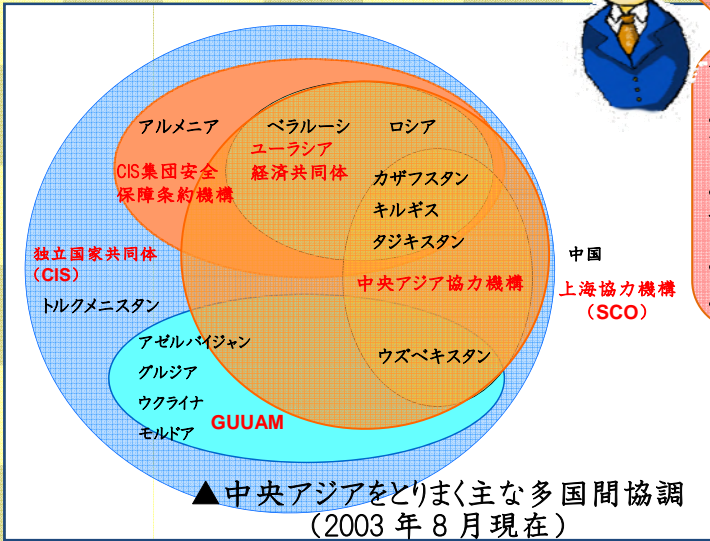 アルメニア
ベラルーシ
ロシア
CIS集団安全
保障条約機構
ユーラシア
経済共同体
カザフスタン
キルギス
タジキスタン
独立国家共同体
（CIS）
トルクメニスタン
中央アジア協力機構
中国
上海協力機構
（SCO）
アゼルバイジャン
グルジア
ウクライナ
モルドア
GUUAM
ウズベキスタン
▲中央アジアをとりまく主な多国間協調
（2003年8月現在）